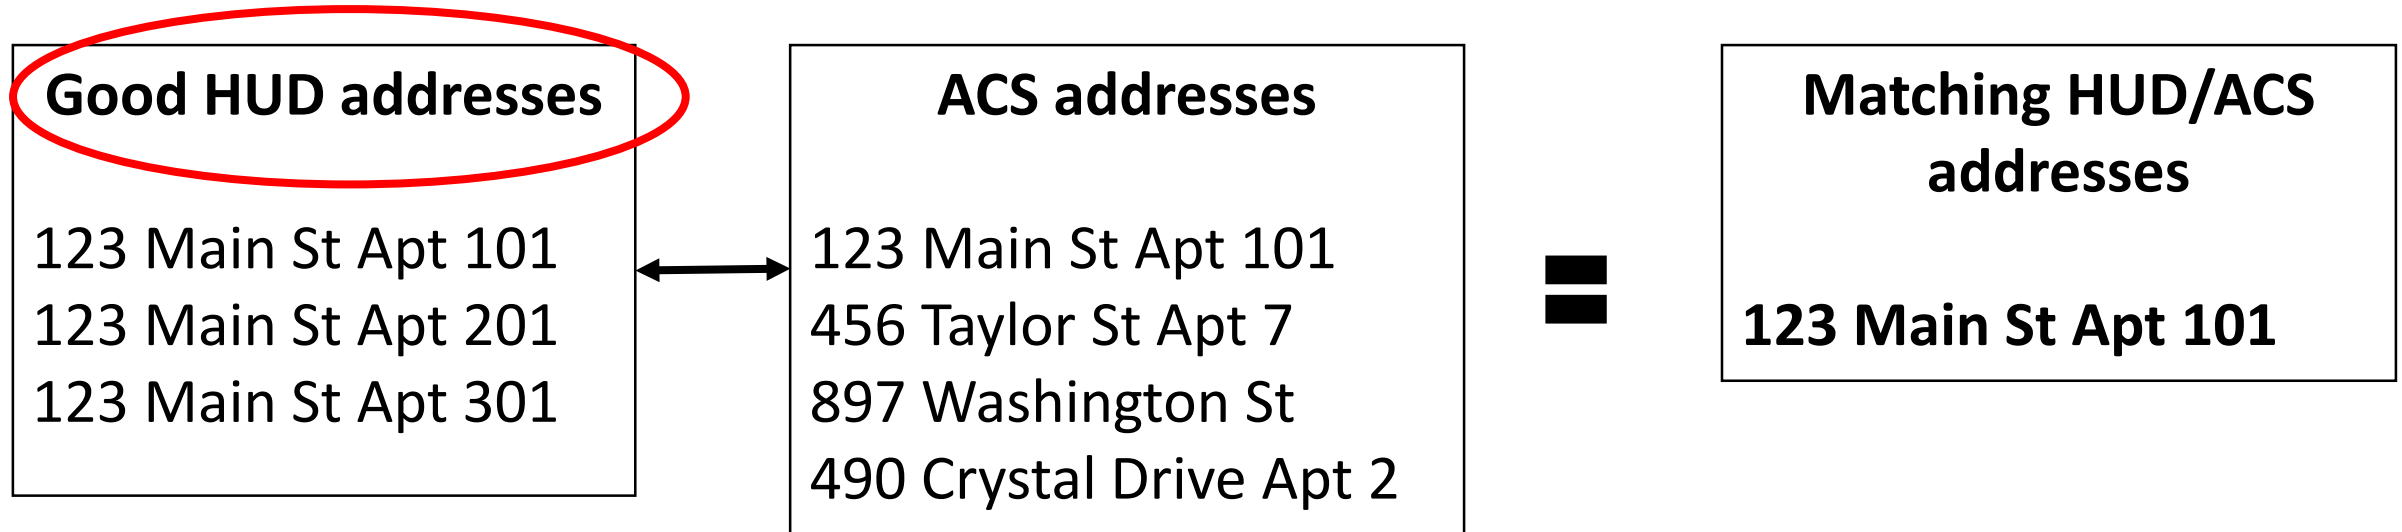 Good HUD addresses
123 Main St Apt 101
123 Main St Apt 201
123 Main St Apt 301
ACS addresses
123 Main St Apt 101
456 Taylor St Apt 7
897 Washington St
490 Crystal Drive Apt 2
=
Matching HUD/ACS
addresses
123 Main St Apt 101